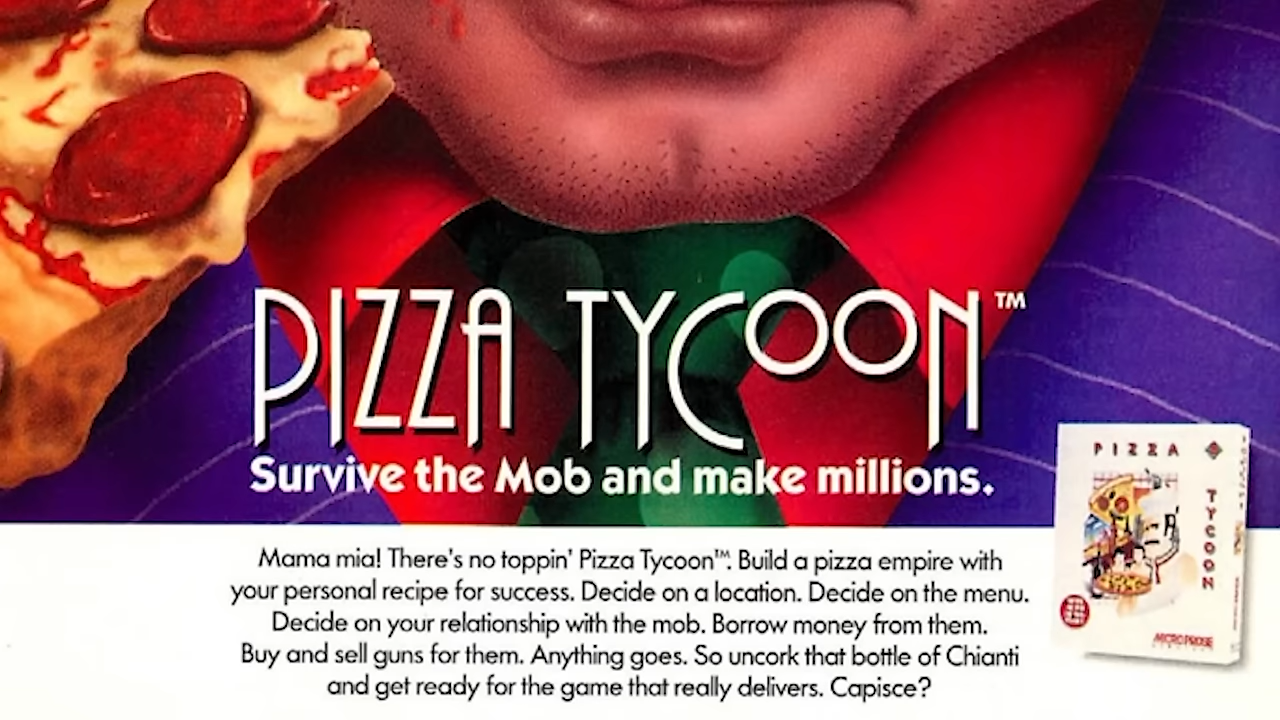 PIZZA TYCOON™
Survive the Mob and make millions.
Mama mia! There's no toppin' Pizza Tycoon™. Build a pizza empire with
your personal recipe for success. Decide on a location. Decide on the menu.
Decide on your relationship with the mob. Borrow money from them.
Buy and sell guns for them. Anything goes. So uncork that bottle of Chianti
and get ready for the game that really delivers. Capisce?
PIZZA
TYCOON
MICROPROSE